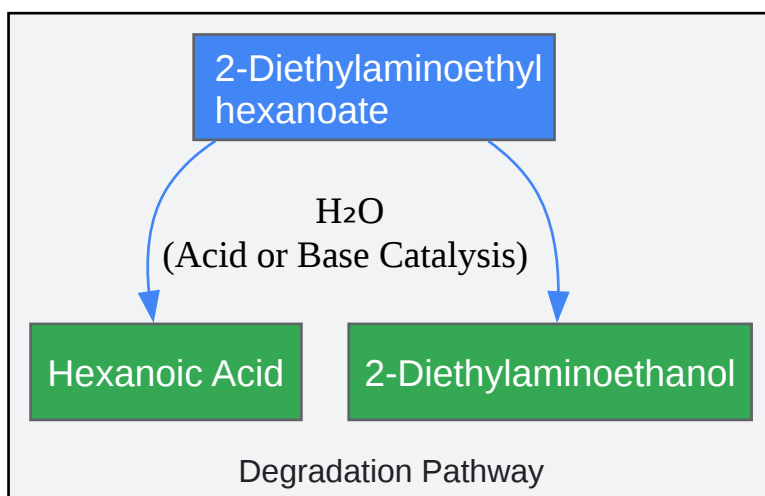 2-Diethylaminoethyl
hexanoate
H₂O
(Acid or Base Catalysis)
Hexanoic Acid
2-Diethylaminoethanol
Degradation Pathway